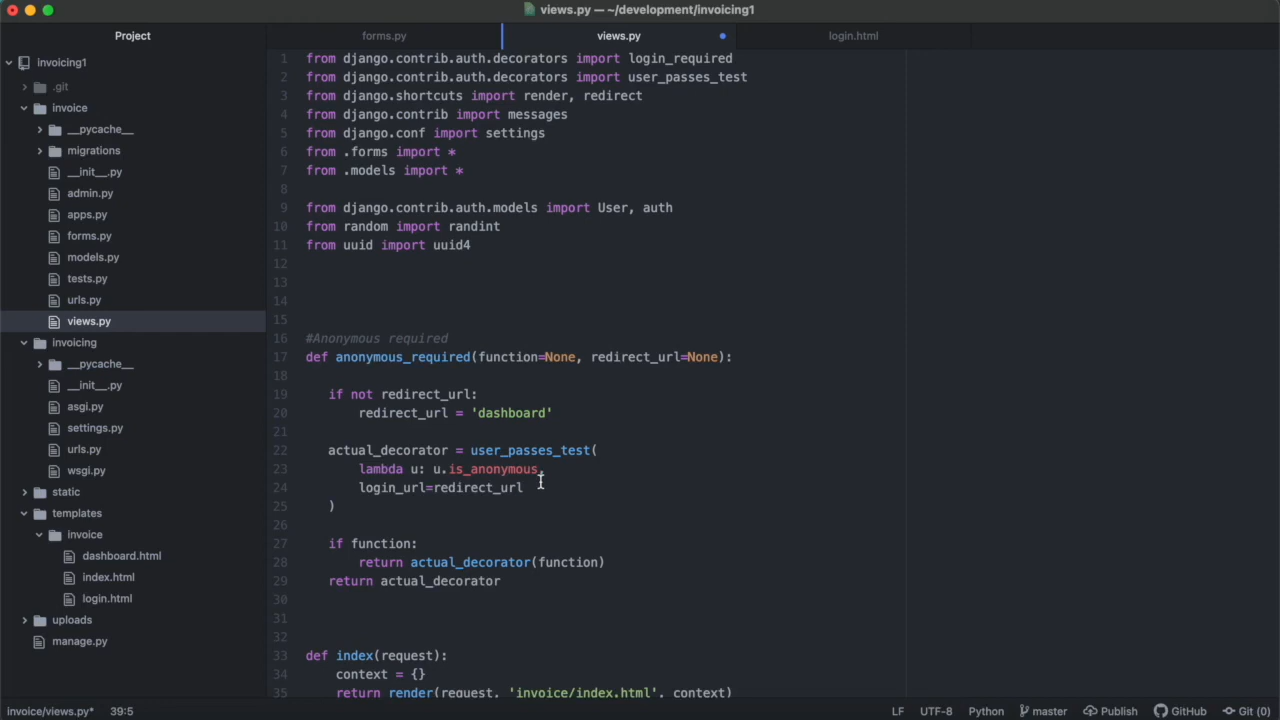 views.py — ~/development/invoicing1
Project
forms.py
views.py
login.html
invoicing1
.git
invoice
__pycache__
migrations
__init__.py
admin.py
apps.py
forms.py
models.py
tests.py
urls.py
views.py
invoicing
__pycache__
__init__.py
asgi.py
settings.py
urls.py
wsgi.py
static
templates
invoice
dashboard.html
index.html
login.html
uploads
manage.py
1 from django.contrib.auth.decorators import login_required
2 from django.contrib.auth.decorators import user_passes_test
3 from django.shortcuts import render, redirect
4 from django.contrib import messages
5 from django.conf import settings
6 from .forms import *
7 from .models import *
8
9 from django.contrib.auth.models import User, auth
10 from random import randint
11 from uuid import uuid4
12
13
14
15
16 #Anonymous required
17 def anonymous_required(function=None, redirect_url=None):
18
19 if not redirect_url:
20 redirect_url = 'dashboard'
21
22 actual_decorator = user_passes_test(
23 lambda u: u.is_anonymous,
24 login_url=redirect_url
25 )
26
27 if function:
28 return actual_decorator(function)
29 return actual_decorator
30
31
32
33 def index(request):
34 context = {}
35 return render(request, 'invoice/index.html', context)
invoice/views.py* 39:5
LF UTF-8 Python master Publish GitHub Git (0)